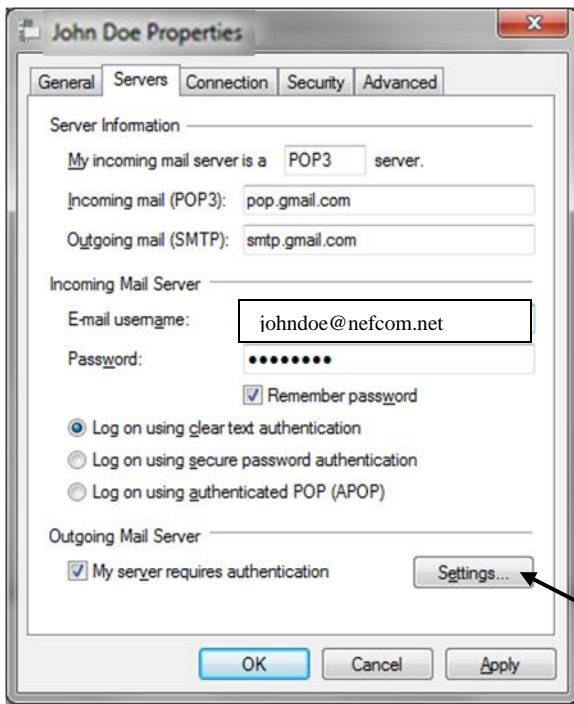 John Doe Properties
General Servers Connection Security Advanced
Server Information
My incoming mail server is a POP3 server.
Incoming mail (POP3): pop.gmail.com
Outgoing mail (SMTP): smtp.gmail.com
Incoming Mail Server
E-mail username: johndoe@nefcom.net
Password: ●●●●●●●●
Remember password
Log on using clear text authentication
Log on using secure password authentication
Log on using authenticated POP (APOP)
Outgoing Mail Server
My server requires authentication Settings...
OK Cancel Apply